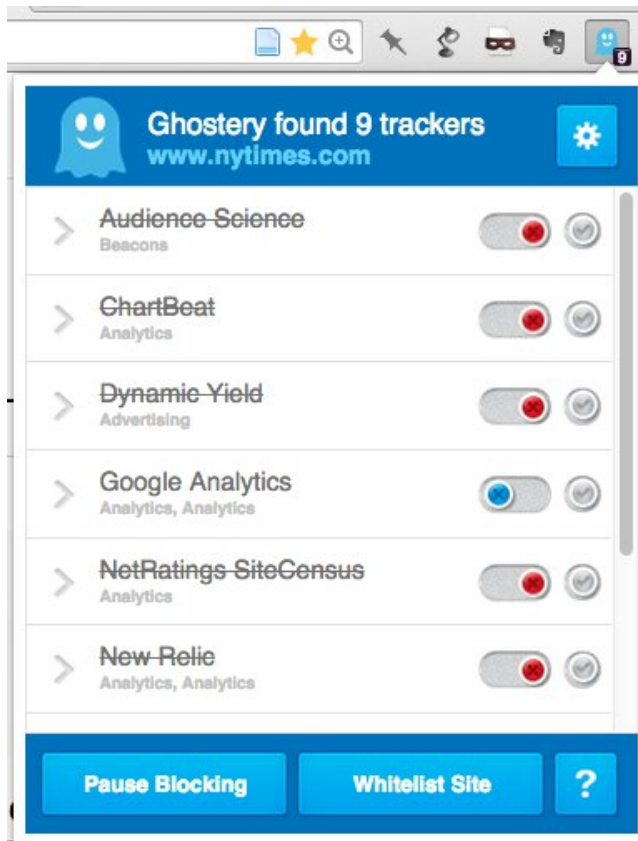 9
Ghostery found 9 trackers
www.nytimes.com
Audience Science
Beacons
ChartBeat
Analytics
Dynamic Yield
Advertising
Google Analytics
Analytics, Analytics
NetRatings SiteCensus
Analytics
New Relic
Analytics, Analytics
Pause Blocking
Whitelist Site
?